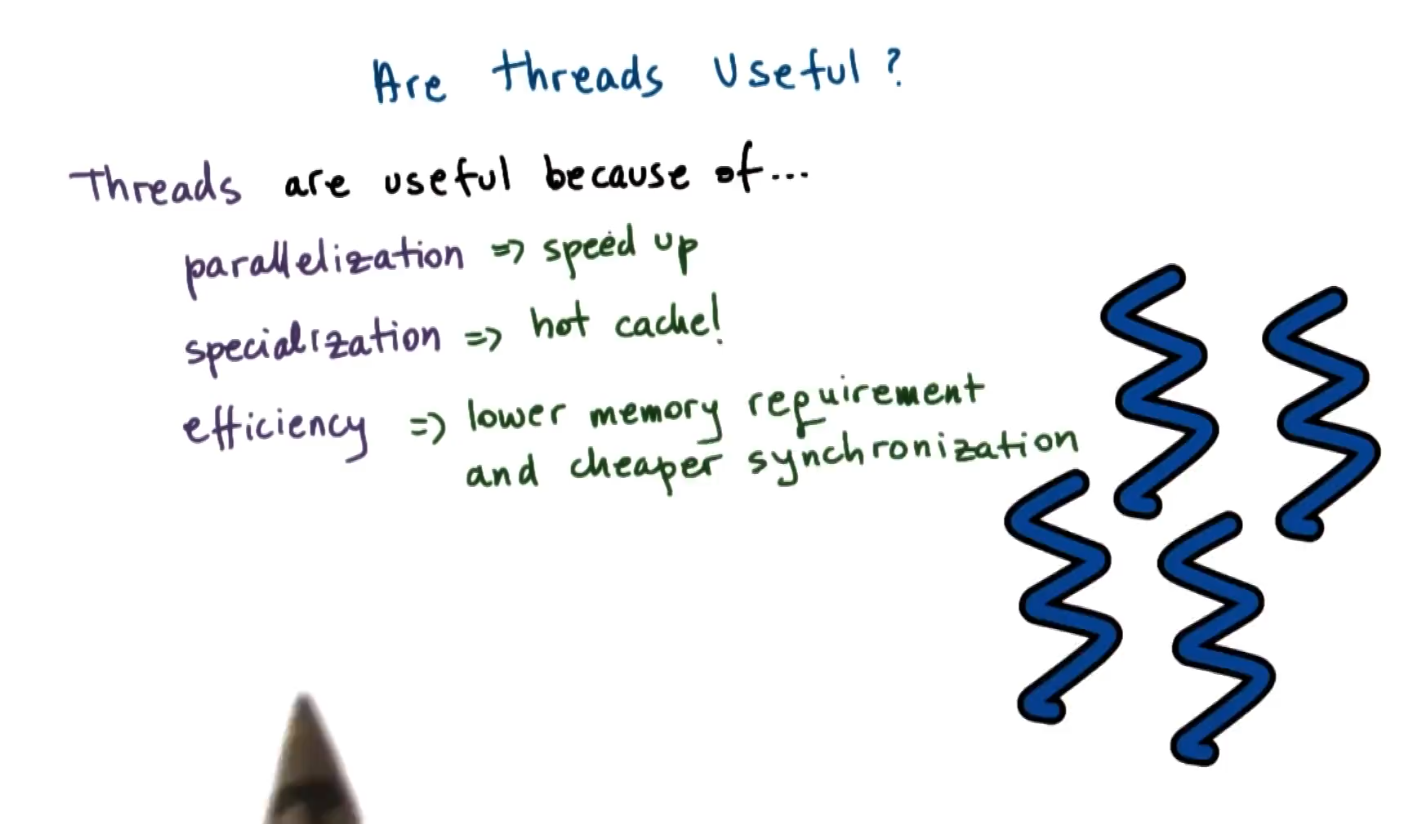 Are threads useful?
Threads are useful because of...
parallelization => speed up
specialization => hot cache!
efficiency => lower memory requirement
and cheaper synchronization